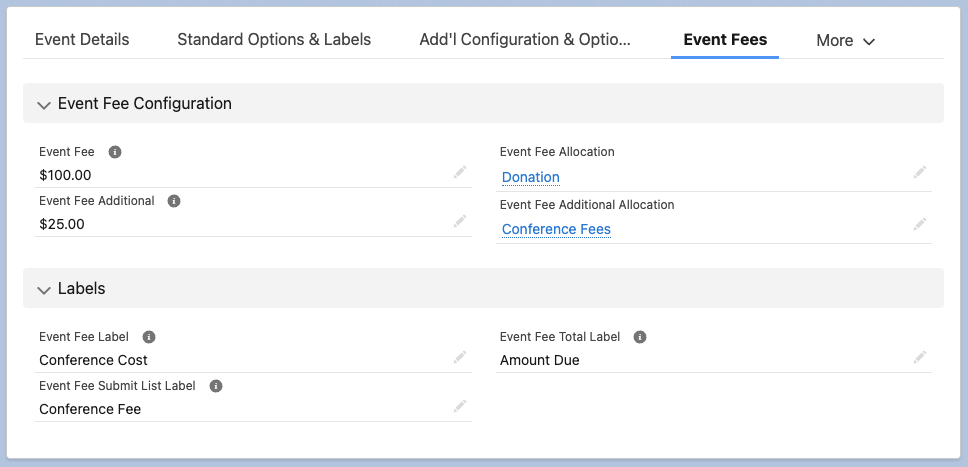 Event Details Standard Options & Labels Add'l Configuration & Optio... Event Fees More
Event Fee Configuration
Event Fee
$100.00
Event Fee Allocation
Donation
Event Fee Additional
$25.00
Event Fee Additional Allocation
Conference Fees
Labels
Event Fee Label
Conference Cost
Event Fee Total Label
Amount Due
Event Fee Submit List Label
Conference Fee